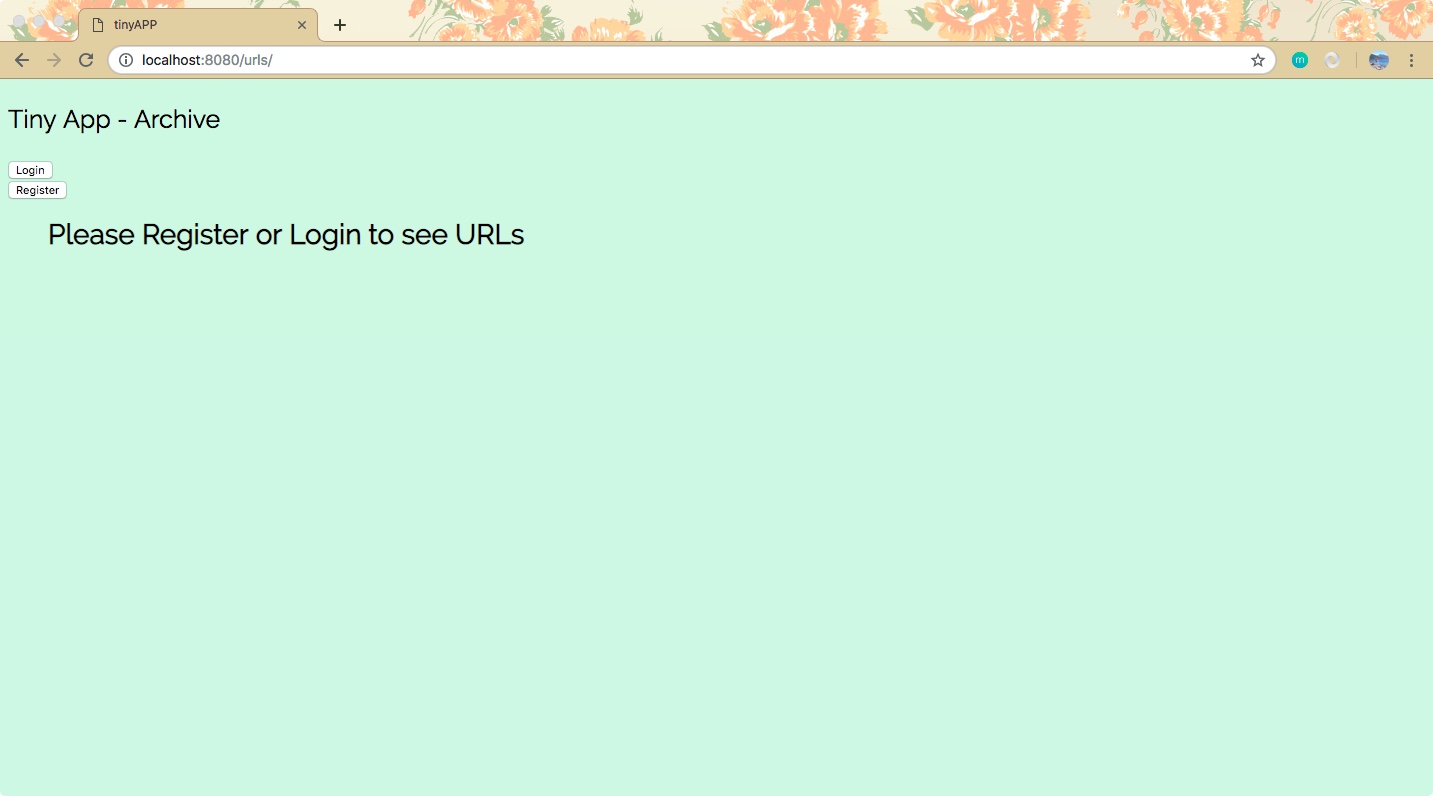 tinyAPP
localhost:8080/urls/
m
Tiny App - Archive
Login
Register
Please Register or Login to see URLs